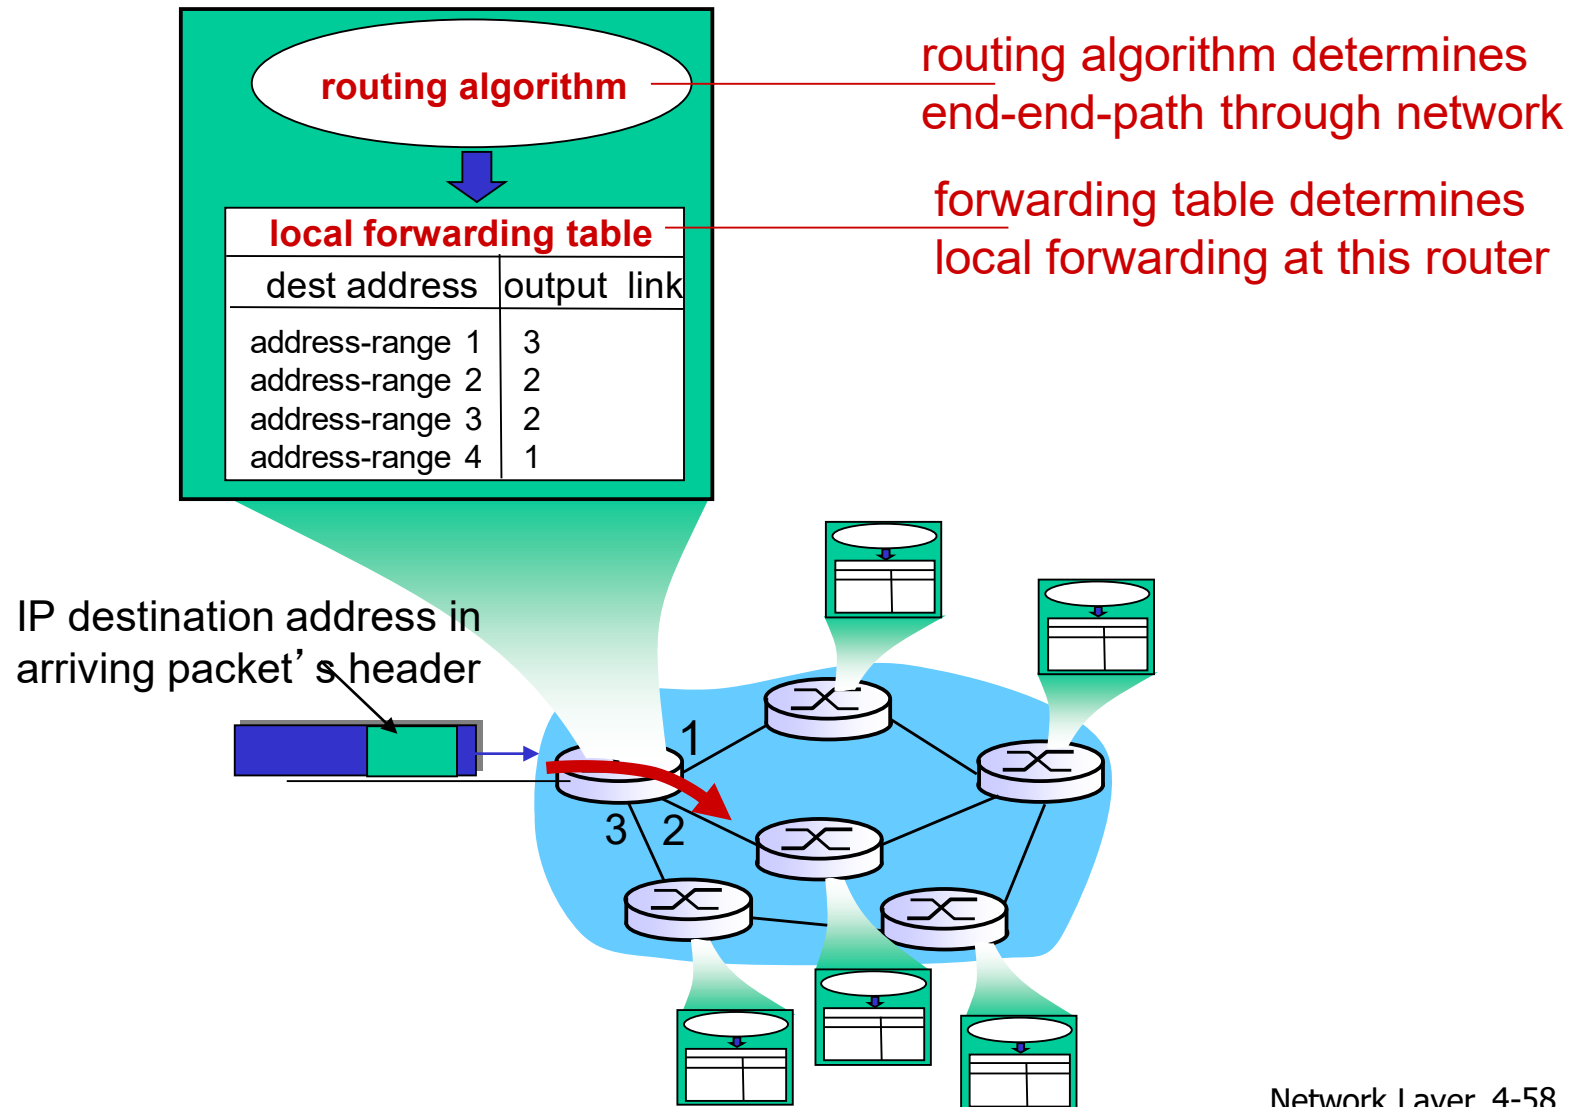 routing algorithm
routing algorithm determines
end-end-path through network
forwarding table determines
local forwarding at this router
local forwarding table
dest address output link
address-range 1 3
address-range 2 2
address-range 3 2
address-range 4 1
IP destination address in
arriving packet’s header
1
3 2
Network Layer 4-58